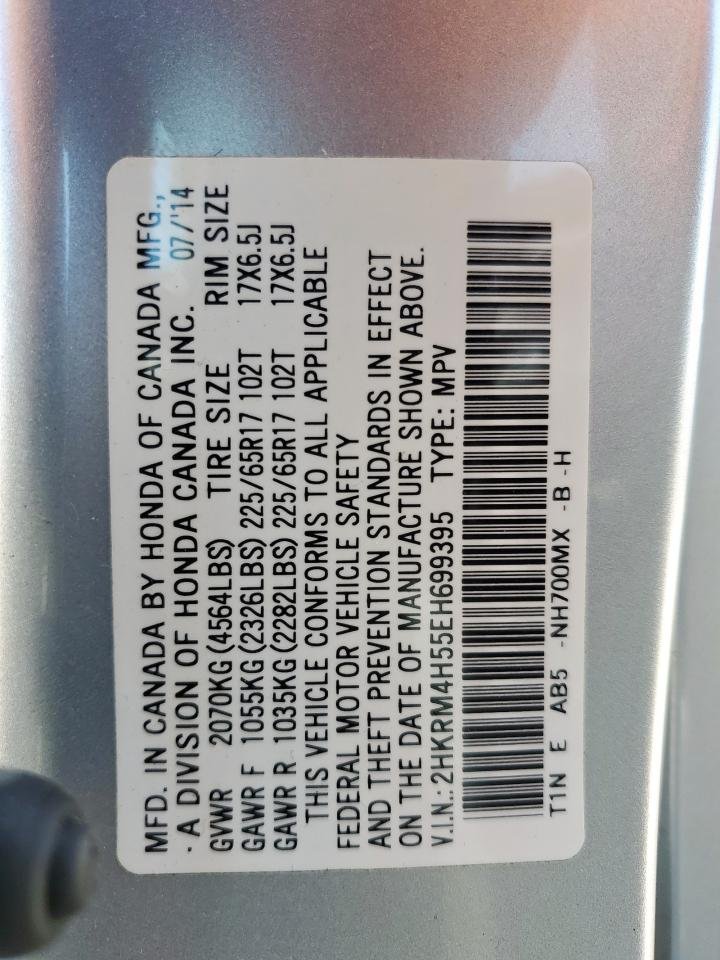 MFD. IN CANADA BY HONDA OF CANADA MFG.,
· A DIVISION OF HONDA CANADA INC. 07/'14
GVWR 2070KG(4564LBS) TIRE SIZE RIM SIZE
GAWR F 1055KG(2326LBS) 225/65R17 102T 17X6.5J
GAWR R 1035KG(2282LBS) 225/65R17 102T 17X6.5J
THIS VEHICLE CONFORMS TO ALL APPLICABLE
FEDERAL MOTOR VEHICLE SAFETY
AND THEFT PREVENTION STANDARDS IN EFFECT
ON THE DATE OF MANUFACTURE SHOWN ABOVE.
V.I.N.: 2HKRM4H55EH699395 TYPE: MPV
T1N E AB5 -NH700MX -B -H